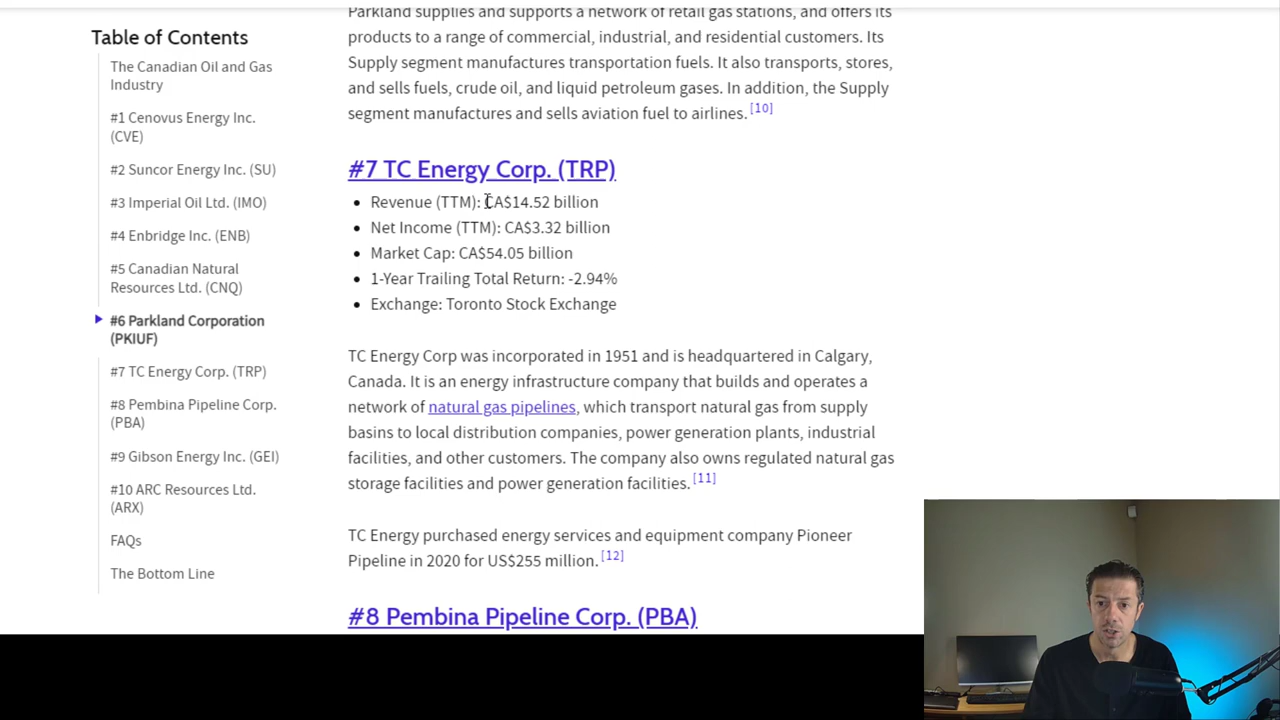 Table of Contents
The Canadian Oil and Gas
Industry
#1 Cenovus Energy Inc.
(CVE)
#2 Suncor Energy Inc. (SU)
#3 Imperial Oil Ltd. (IMO)
#4 Enbridge Inc. (ENB)
#5 Canadian Natural
Resources Ltd. (CNQ)
#6 Parkland Corporation
(PKIUF)
#7 TC Energy Corp. (TRP)
#8 Pembina Pipeline Corp.
(PBA)
#9 Gibson Energy Inc. (GEI)
#10 ARC Resources Ltd.
(ARX)
FAQs
The Bottom Line
Parkland supplies and supports a network of retail gas stations, and offers its
products to a range of commercial, industrial, and residential customers. Its
Supply segment manufactures transportation fuels. It also transports, stores,
and sells fuels, crude oil, and liquid petroleum gases. In addition, the Supply
segment manufactures and sells aviation fuel to airlines. [10]
#7 TC Energy Corp. (TRP)
• Revenue (TTM): CA$14.52 billion
• Net Income (TTM): CA$3.32 billion
• Market Cap: CA$54.05 billion
• 1-Year Trailing Total Return: -2.94%
• Exchange: Toronto Stock Exchange
TC Energy Corp was incorporated in 1951 and is headquartered in Calgary,
Canada. It is an energy infrastructure company that builds and operates a
network of natural gas pipelines, which transport natural gas from supply
basins to local distribution companies, power generation plants, industrial
facilities, and other customers. The company also owns regulated natural gas
storage facilities and power generation facilities. [11]
TC Energy purchased energy services and equipment company Pioneer
Pipeline in 2020 for US$255 million. [12]
#8 Pembina Pipeline Corp. (PBA)